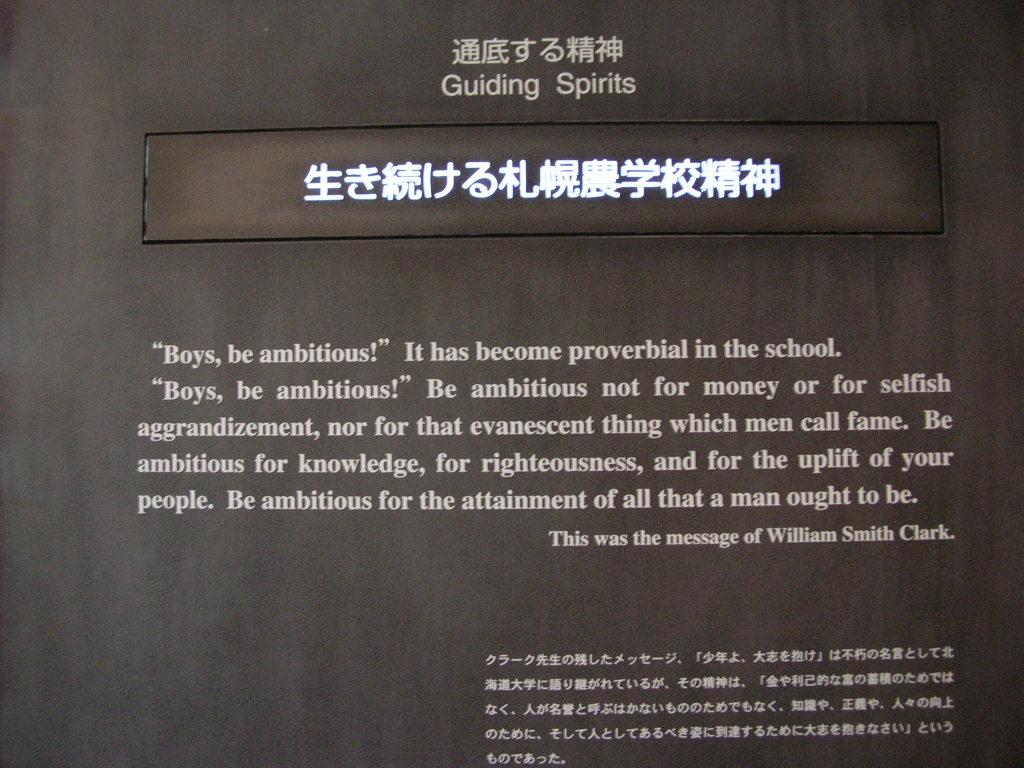 通底する精神
Guiding Spirits
生き続ける札幌農学校精神
“Boys, be ambitious!” It has become proverbial in the school.
“Boys, be ambitious!” Be ambitious not for money or for selfish
aggrandizement, nor for that evanescent thing which men call fame. Be
ambitious for knowledge, for righteousness, and for the uplift of your
people. Be ambitious for the attainment of all that a man ought to be.
This was the message of William Smith Clark.
クラーク先生の残したメッセージ、「少年よ、大志を抱け」は不朽の名言として北
海道大学に語り継がれているが、その精神は、「金や利己的な富の蓄積のためでは
なく、人が名誉と呼ぶはかないもののためでもなく、知識や、正義や、人々の向上
のために、そして人としてあるべき姿に到達するために大志を抱きなさい」という
ものであった。